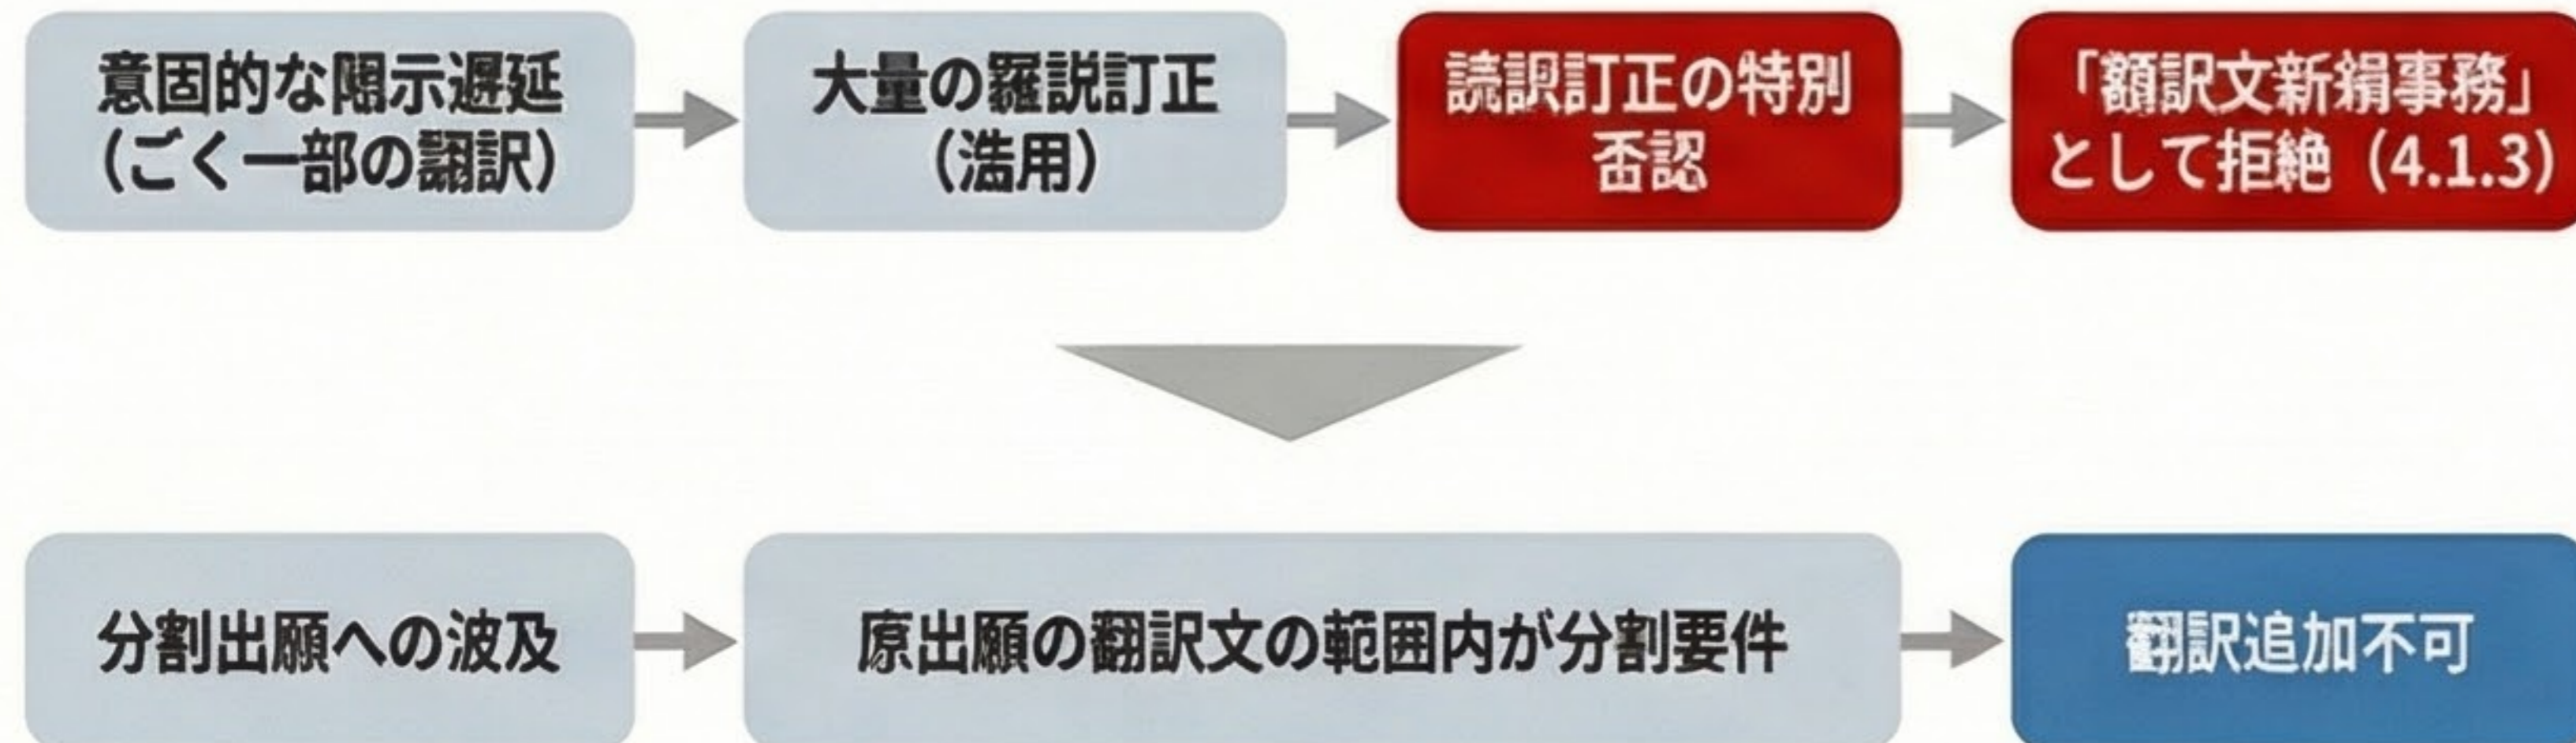 意固的な開示遅延
（ごく一部の翻訳）
大量の羅説訂正
（濫用）
読訳訂正の特別
否認
「額訳文新絹事務」
として拒絶（4.1.3）
分割出願への波及
原出願の翻訳文の範囲内が分割要件
翻訳追加不可